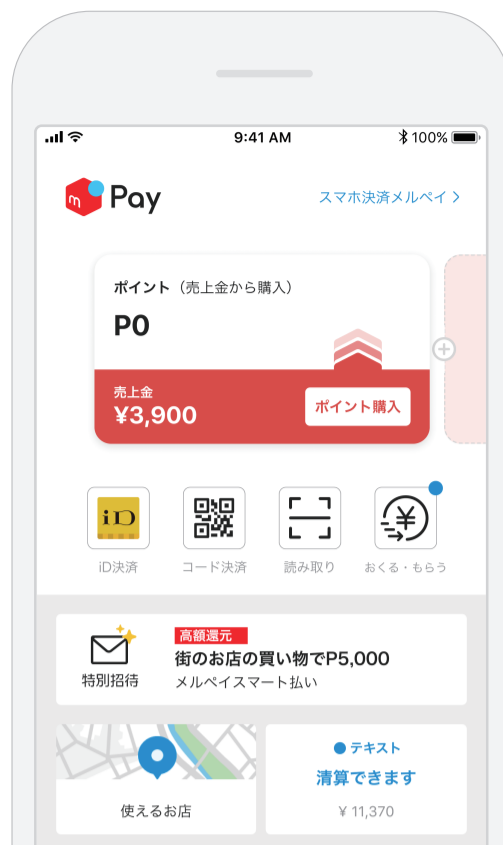 9:41 AM
100%
m Pay
スマホ決済メルペイ
ポイント（売上金から購入）
P0
売上金
¥3,900
ポイント購入
iD
iD決済
コード決済
読み取り
おくる・もらう
高額還元
街のお店の買い物でP5,000
特別招待
メルペイスマート払い
使えるお店
テキスト
清算できます
¥ 11,370